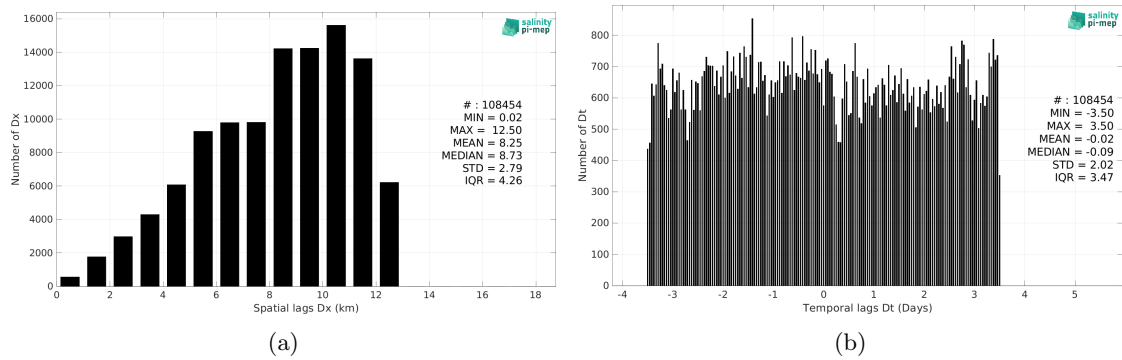 16000
14000
12000
10000
8000
6000
4000
2000
0
Number of Dx
salinity
pi-mep
# : 108454
MIN = 0.02
MAX = 12.50
MEAN = 8.25
MEDIAN = 8.73
STD = 2.79
IQR = 4.26
0 2 4 6 8 10 12 14 16 18
Spatial lags Dx (km)
(a)
800
700
600
500
400
300
200
100
0
Number of Dt
salinity
pi-mep
# : 108454
MIN = -3.50
MAX = 3.50
MEAN = -0.02
MEDIAN = -0.09
STD = 2.02
IQR = 3.47
-4 -3 -2 -1 0 1 2 3 4 5
Temporal lags Dt (Days)
(b)